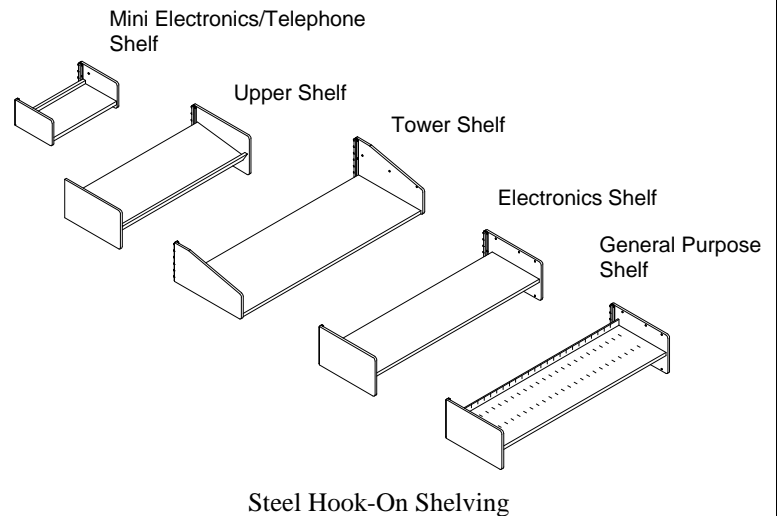 Mini Electronics/Telephone
Shelf
Upper Shelf
Tower Shelf
Electronics Shelf
General Purpose
Shelf
Steel Hook-On Shelving